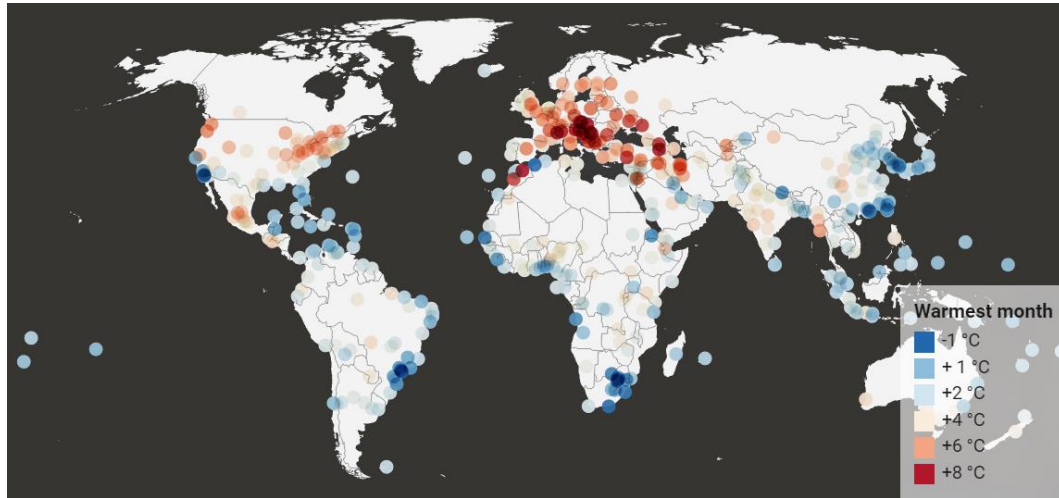 Warmest month
-1 °C
+ 1 °C
+2 °C
+4 °C
+6 °C
+8 °C